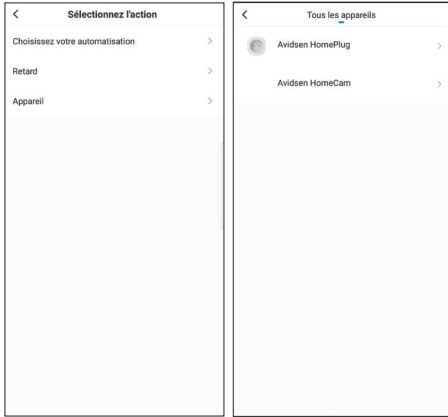 Sélectionnez l'action
Choisissez votre automatisation
Retard
Appareil
Tous les appareils
Avidsen HomePlug
Avidsen HomeCam